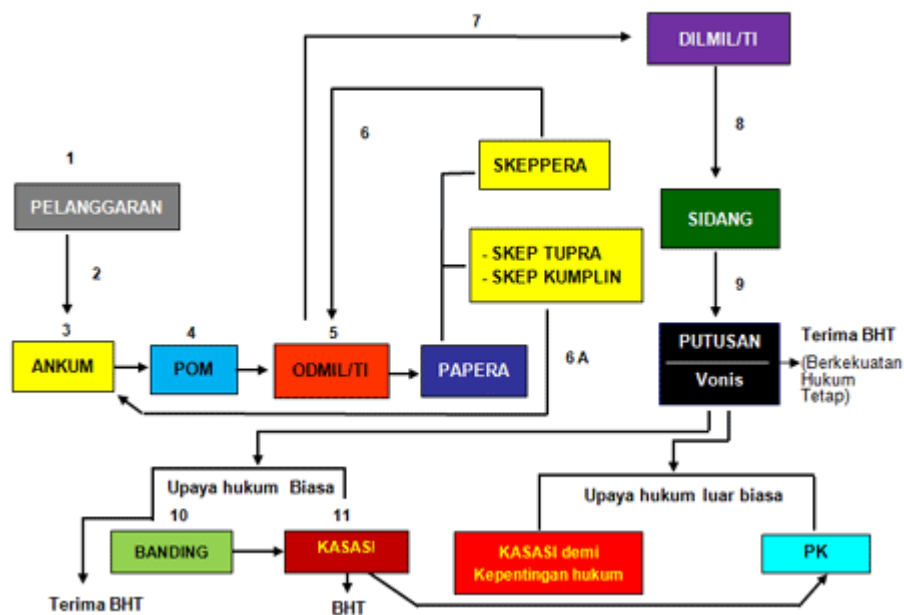 7
DILMIL/TI
6
8
1
SKEPPERA
PELANGGARAN
SIDANG
- SKEP TUPRA
- SKEP KUMPLIN
2
9
3
4
5
6 A
ANKUM
POM
ODMIL/TI
PAPERA
PUTUSAN
Vonis
Terima BHT
(Berkekuatan
Hukum
Tetap)
Upaya hukum Biasa
Upaya hukum luar biasa
10
11
BANDING
KASASI
KASASI demi
Kepentingan hukum
PK
Terima BHT
BHT